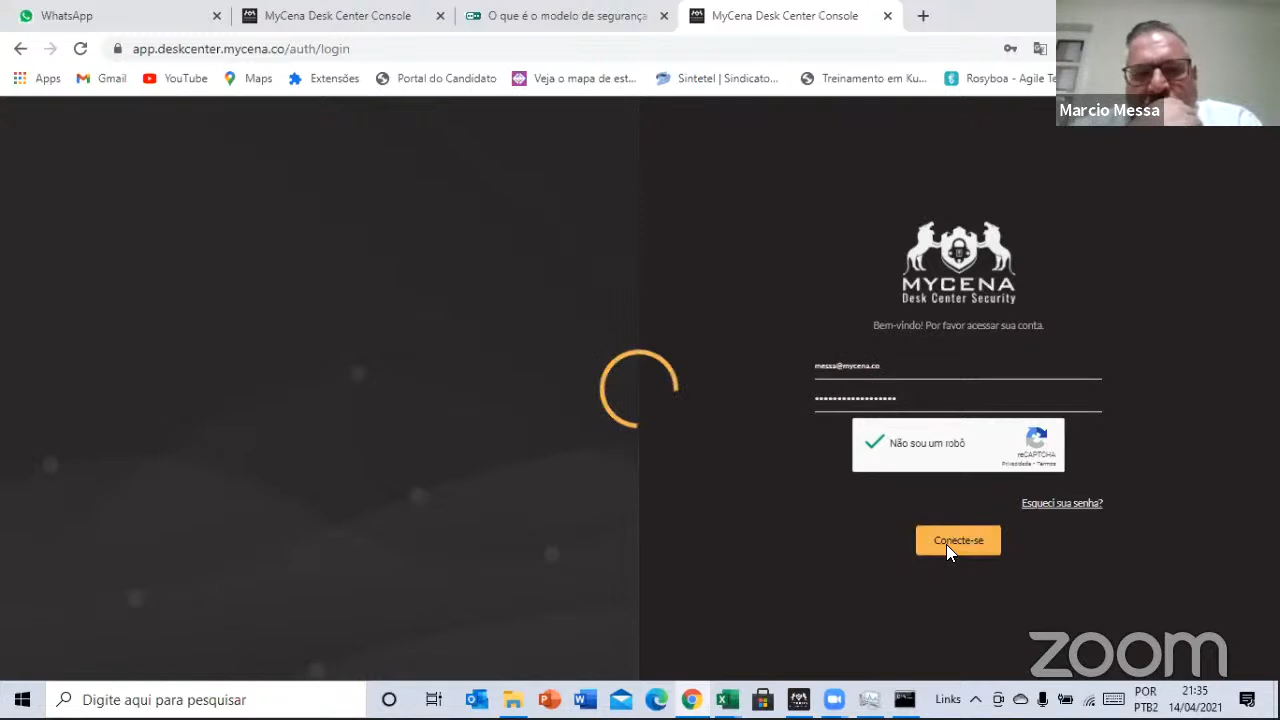 WhatsApp
MyCena Desk Center Console
O que é o modelo de segurança
MyCena Desk Center Console
app.deskcenter.mycena.co/auth/login
Apps
Gmail
YouTube
Maps
Extensões
Portal do Candidato
Veja o mapa de est...
Sintetel | Sindicato...
Treinamento em Ku...
Rosyboa - Agile Te
Marcio Messa
MYCENA
Desk Center Security
Bem-vindo! Por favor acessar sua conta.
messa@mycena.co
Não sou um robô
reCAPTCHA
Privacidade - Termos
Esqueci sua senha?
Conecte-se
zoom
Digite aqui para pesquisar
Links
POR
PTB2
21:35
14/04/2021